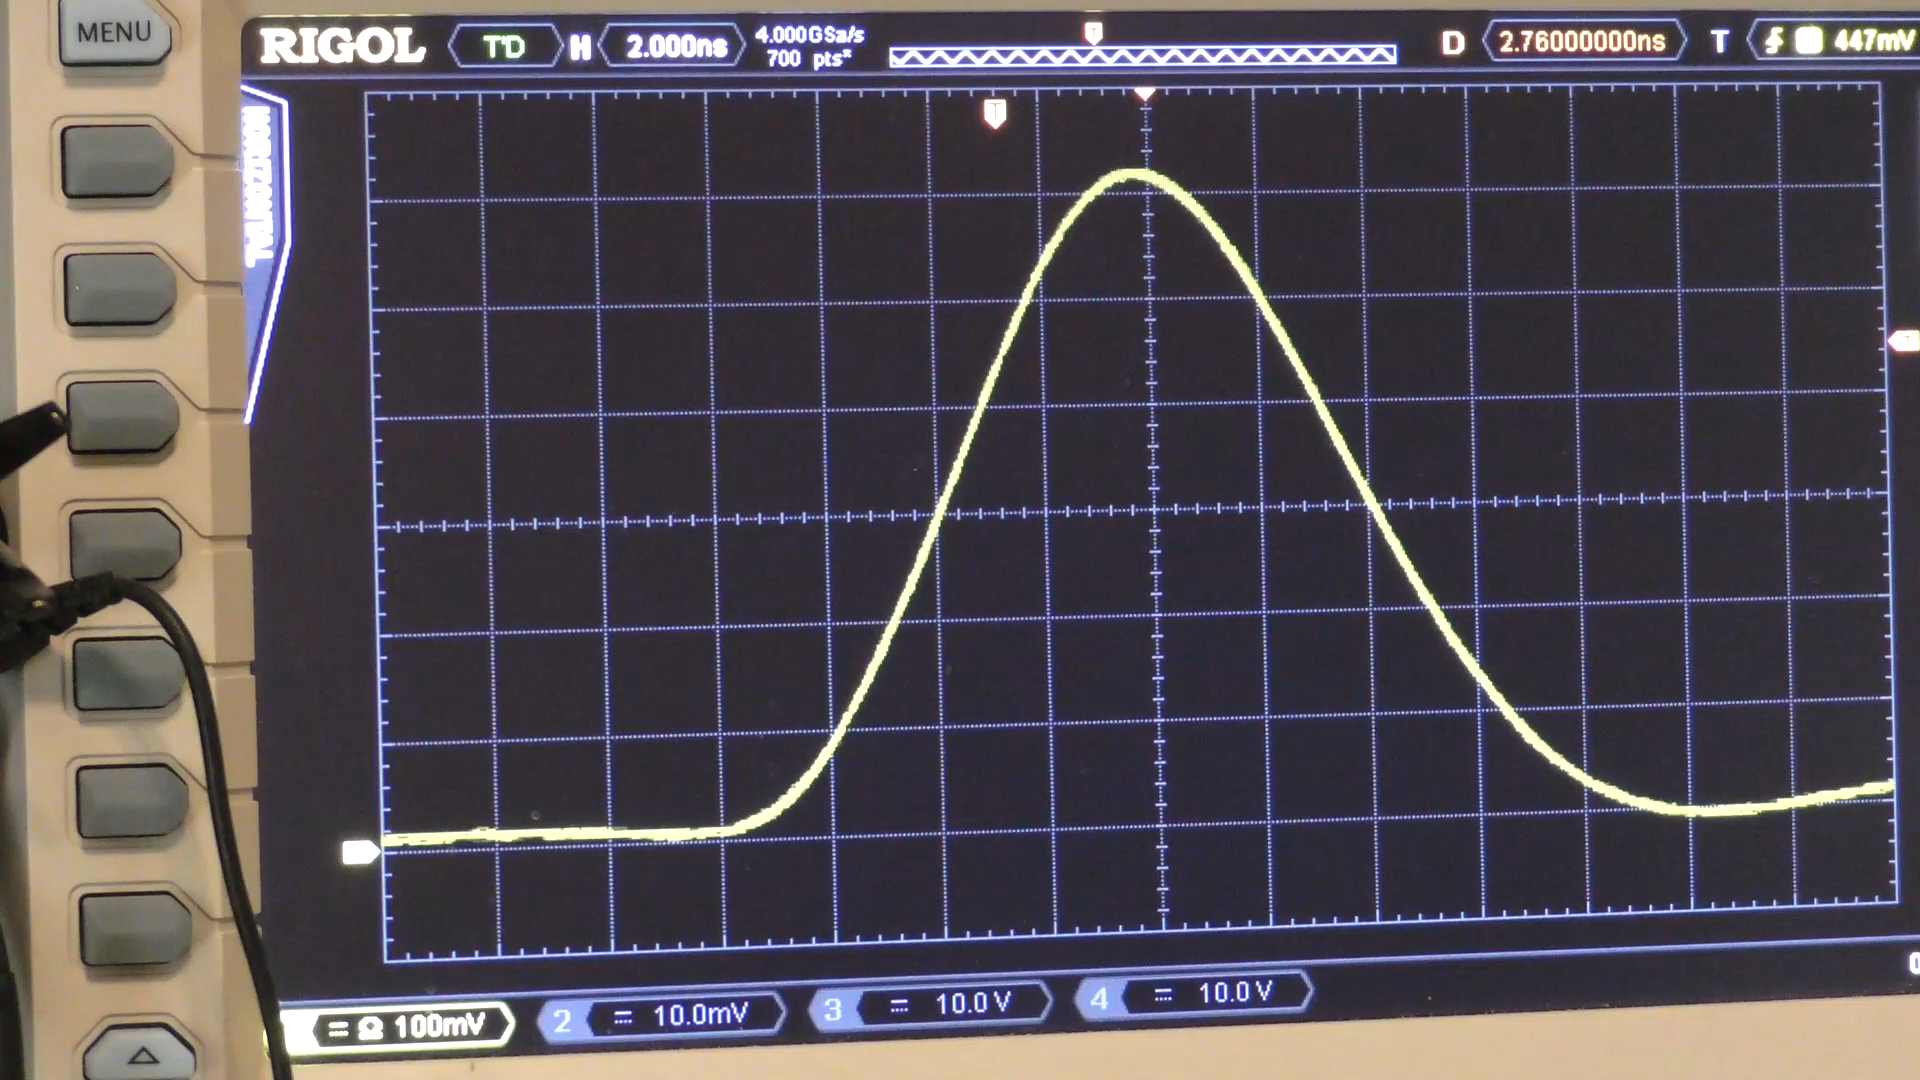 MENU
RIGOL T'D H 2.000ns 4.000GSa/s
700 pts
D 2.76000000ns T 447mV
T
T
HORIZONTAL
T
= Ω 100mV 2 = 10.0mV 3 = 10.0V 4 = 10.0V